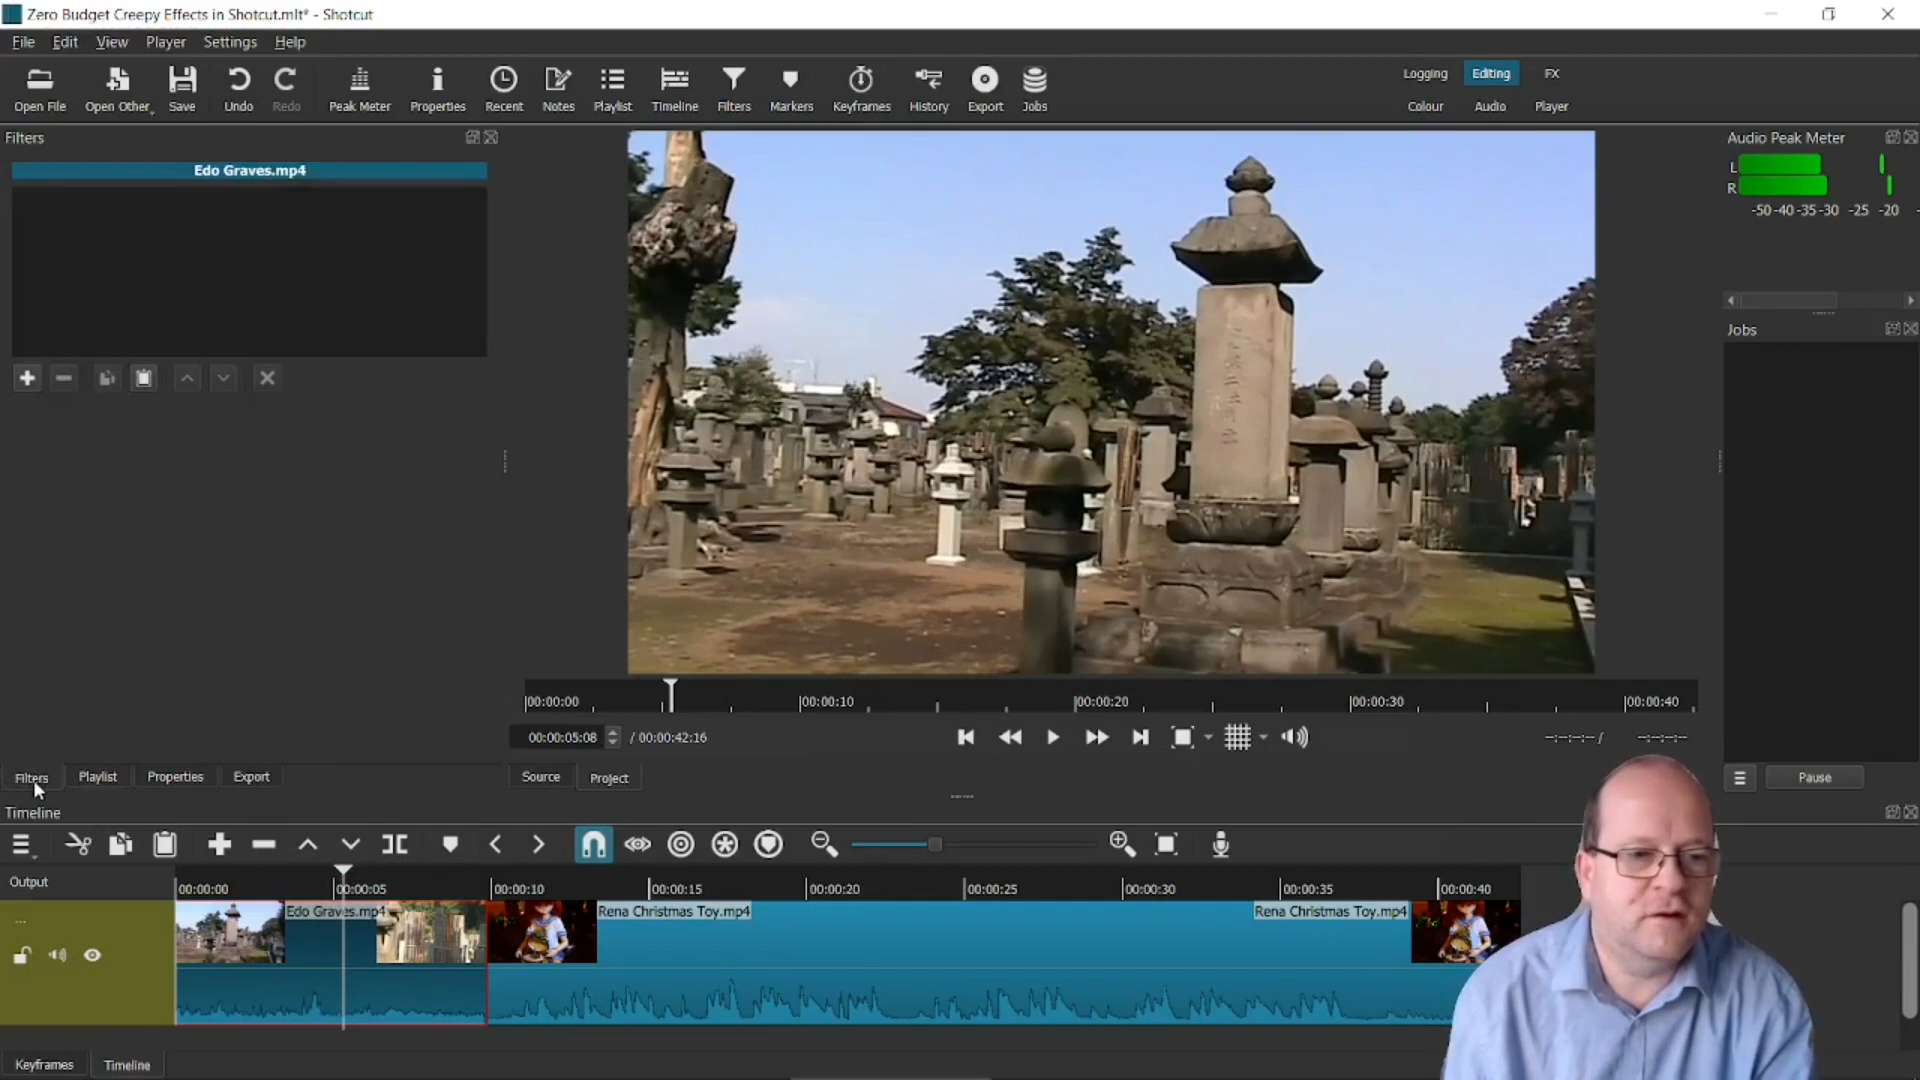 Zero Budget Creepy Effects in Shotcut.mlt* - Shotcut
File Edit View Player Settings Help
Open File Open Other Save Undo Redo Peak Meter Properties Recent Notes Playlist Timeline Filters Markers Keyframes History Export Jobs
Logging Editing FX
Colour Audio Player
Filters
Edo Graves.mp4
Audio Peak Meter
L
R
-50 -40 -35 -30 -25 -20
Jobs
00:00:00 00:00:10 00:00:20 00:00:30 00:00:40
00:00:05:08 / 00:00:42:16 --:--:--:-- / --:--:--:--
Filters Playlist Properties Export Source Project Pause
Timeline
Output 00:00:00 00:00:05 00:00:10 00:00:15 00:00:20 00:00:25 00:00:30 00:00:35 00:00:40
... Edo Graves.mp4 Rena Christmas Toy.mp4 Rena Christmas Toy.mp4
Keyframes Timeline